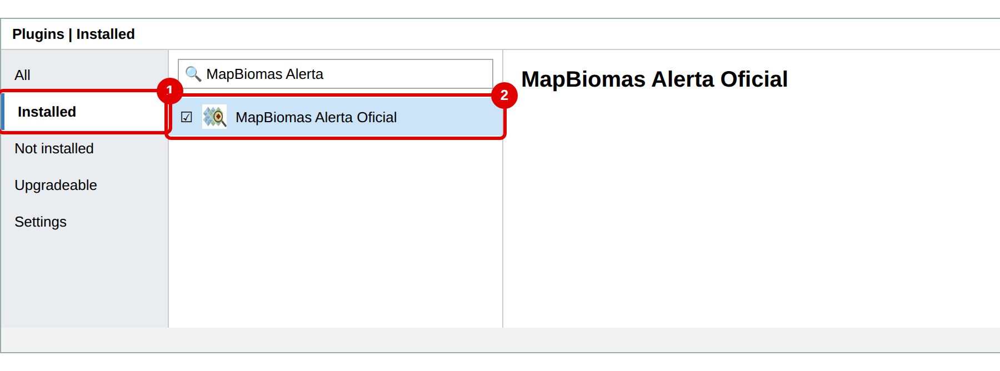 Plugins | Installed
All
1
Installed
Not installed
Upgradeable
Settings
MapBiomas Alerta
2
MapBiomas Alerta Oficial
MapBiomas Alerta Oficial